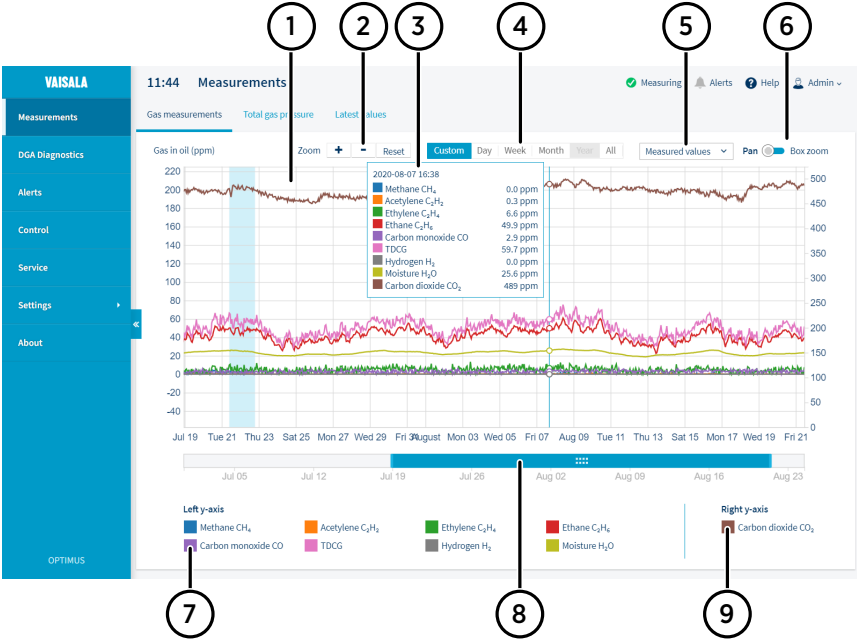 1 2 3 4 5 6
VAISALA 11:44 Measurements Measuring Alerts ? Help Admin
Measurements Gas measurements Total gas pressure Latest values
DGA Diagnostics Gas in oil (ppm) Zoom + - Reset Custom Day Week Month Year All Measured values Pan Box zoom
220
2020-08-07 16:38
500
Alerts 200 Methane CH₄ 0.0 ppm
Acetylene C₂H₂ 0.3 ppm
450
180 Ethylene C₂H₄ 6.6 ppm
Ethane C₂H₆ 49.9 ppm
Control 160 Carbon monoxide CO 2.9 ppm 400
TDCG 59.7 ppm
350
140 Hydrogen H₂ 0.0 ppm
Service 120 Moisture H₂O 25.6 ppm
300
100 Carbon dioxide CO₂ 489 ppm
Settings 80 250
60 200
«
About 40
20 150
0 100
-20 50
-40
0
Jul 19 Tue 21 Thu 23 Sat 25 Mon 27 Wed 29 Fri 31 August Mon 03 Wed 05 Fri 07 Aug 09 Tue 11 Thu 13 Sat 15 Mon 17 Wed 19 Fri 21
Jul 05 Jul 12 Jul 19 Jul 26 Aug 02 Aug 09 Aug 16 Aug 23
Left y-axis Right y-axis
Methane CH₄ Acetylene C₂H₂ Ethylene C₂H₄ Ethane C₂H₆ Carbon dioxide CO₂
Carbon monoxide CO TDCG Hydrogen H₂ Moisture H₂O
OPTIMUS
7 8 9